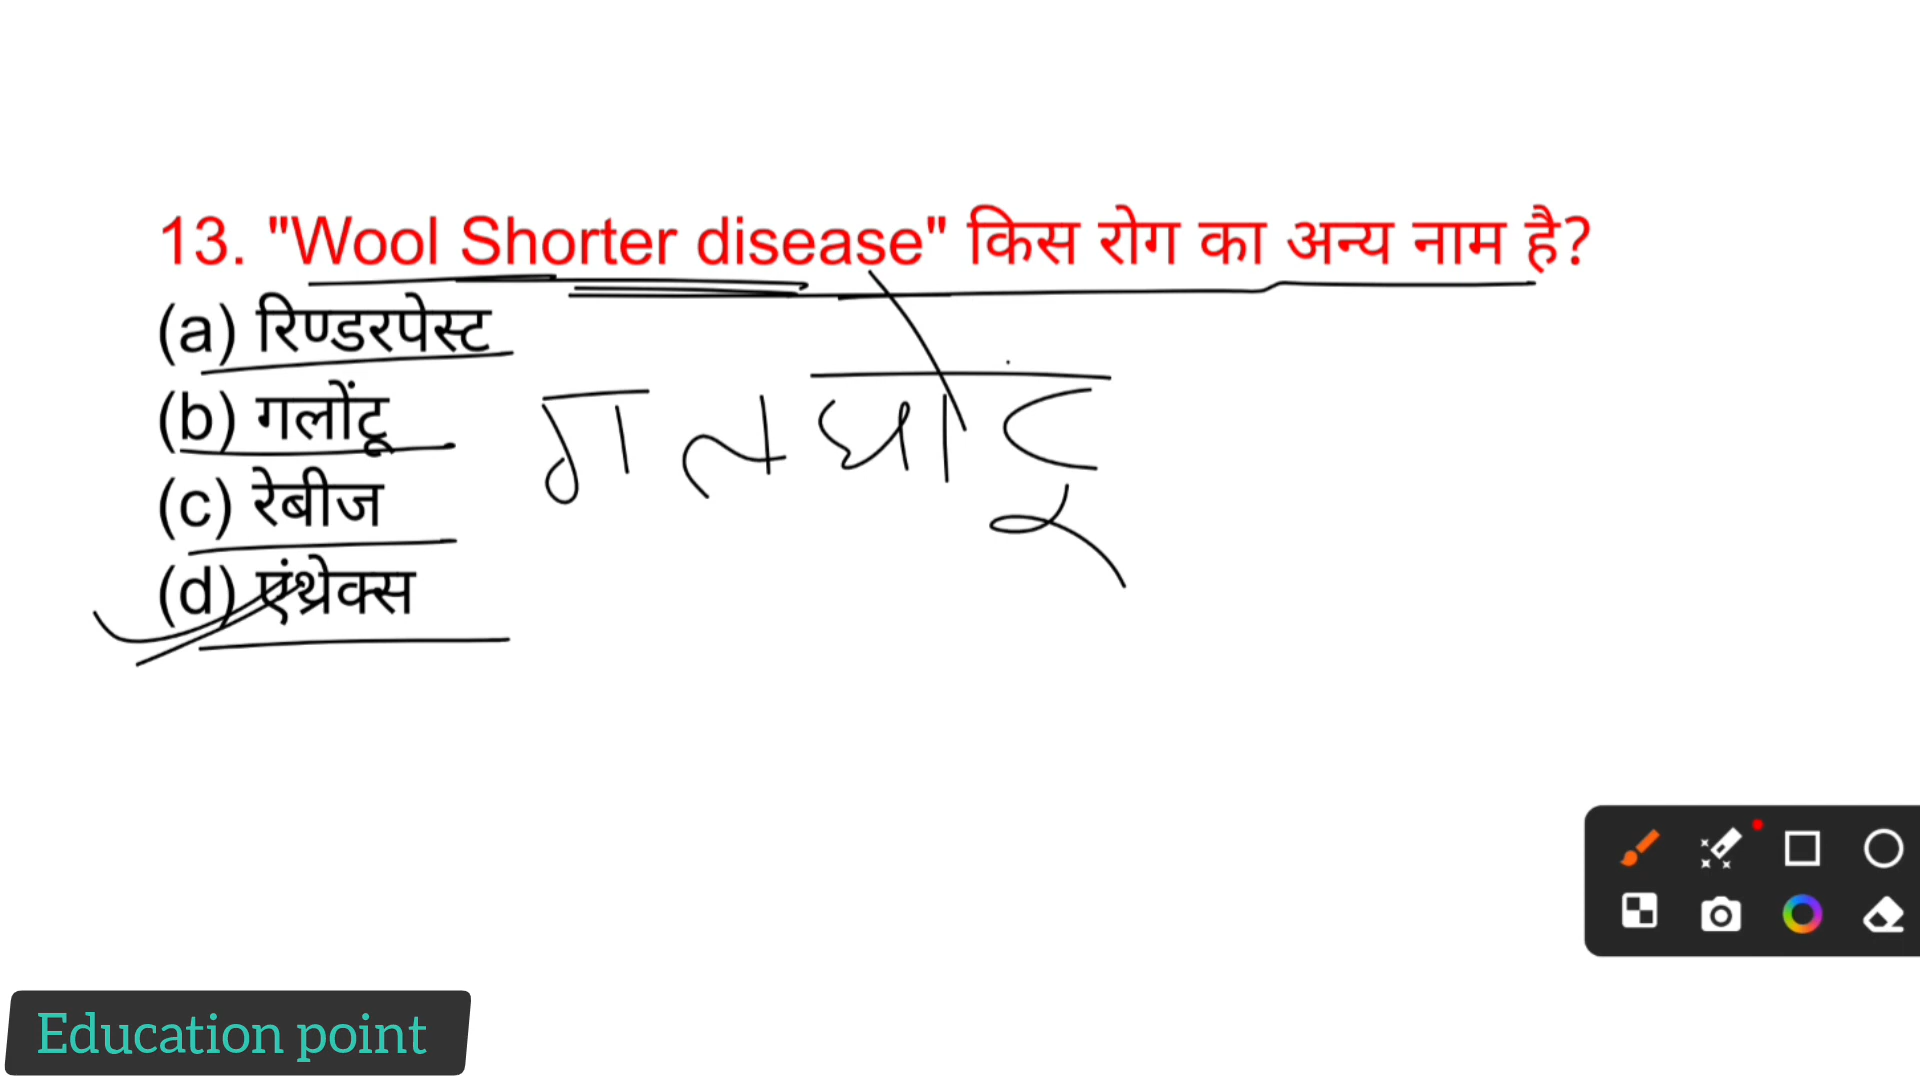 13. "Wool Shorter disease" किस रोग का अन्य नाम है?
(a) रिण्डरपेस्ट
(b) गलोंटू
गलघोटू
(c) रेबीज
(d) एंथ्रेक्स
Education point